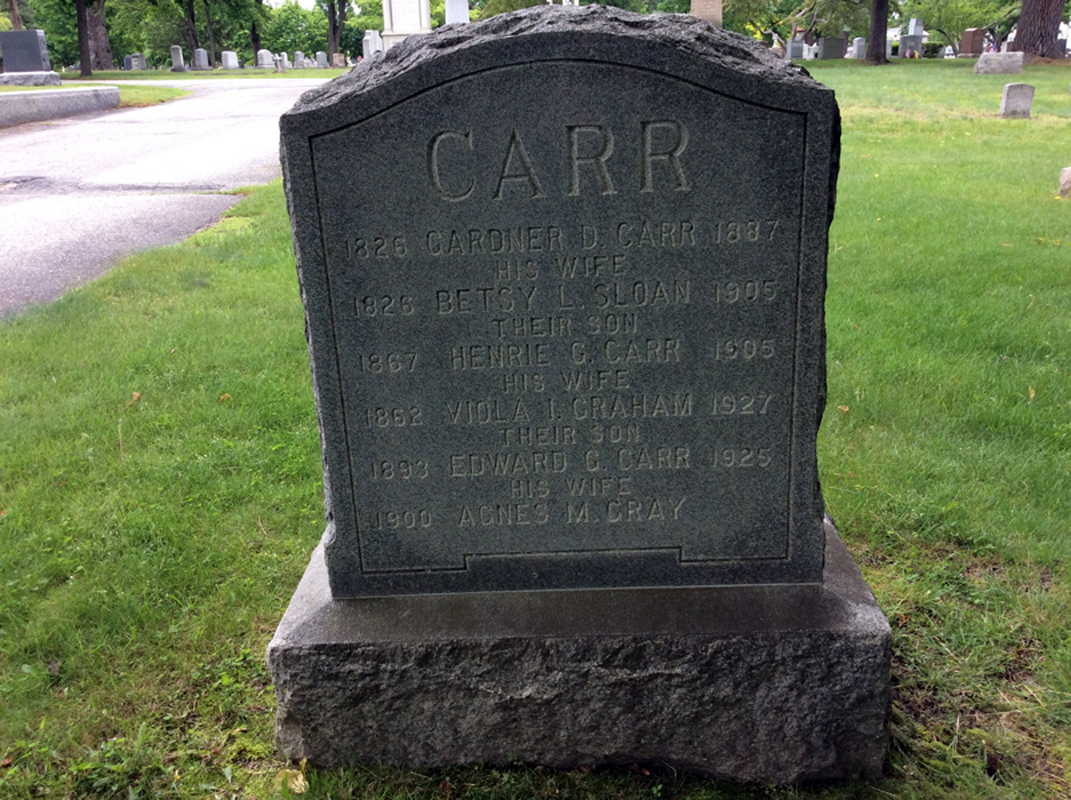 CARR
1826 GARDNER D. CARR 1887
HIS WIFE
1826 BETSY L. SLOAN 1905
THEIR SON
1867 HENRIE G. CARR 1905
HIS WIFE
1862 VIOLA I. GRAHAM 1927
THEIR SON
1893 EDWARD G. CARR 1925
HIS WIFE
1900 AGNES M. GRAY